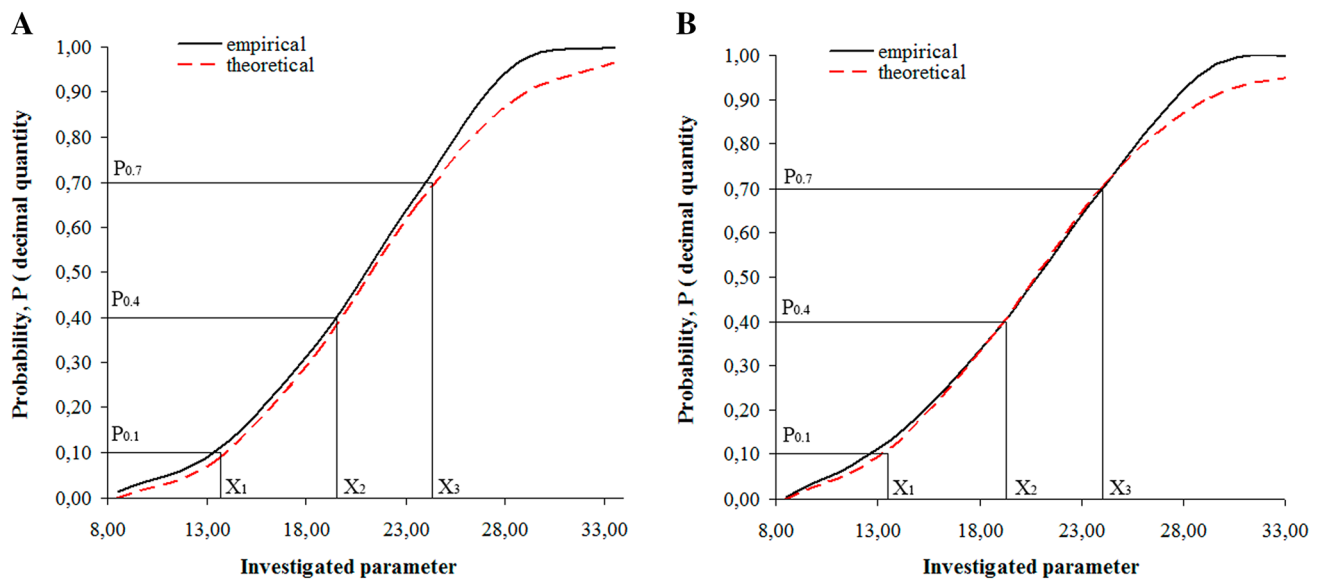 A
empirical
theoretical
Probability, P ( decimal quantity
1,00
0,90
0,80
0,70
0,60
0,50
0,40
0,30
0,20
0,10
0,00
P0.7
P0.4
P0.1
X1
X2
X3
8,00
13,00
18,00
23,00
28,00
33,00
Investigated parameter
B
empirical
theoretical
Probability, P ( decimal quantity
1,00
0,90
0,80
0,70
0,60
0,50
0,40
0,30
0,20
0,10
0,00
P0.7
P0.4
P0.1
X1
X2
X3
8,00
13,00
18,00
23,00
28,00
33,00
Investigated parameter